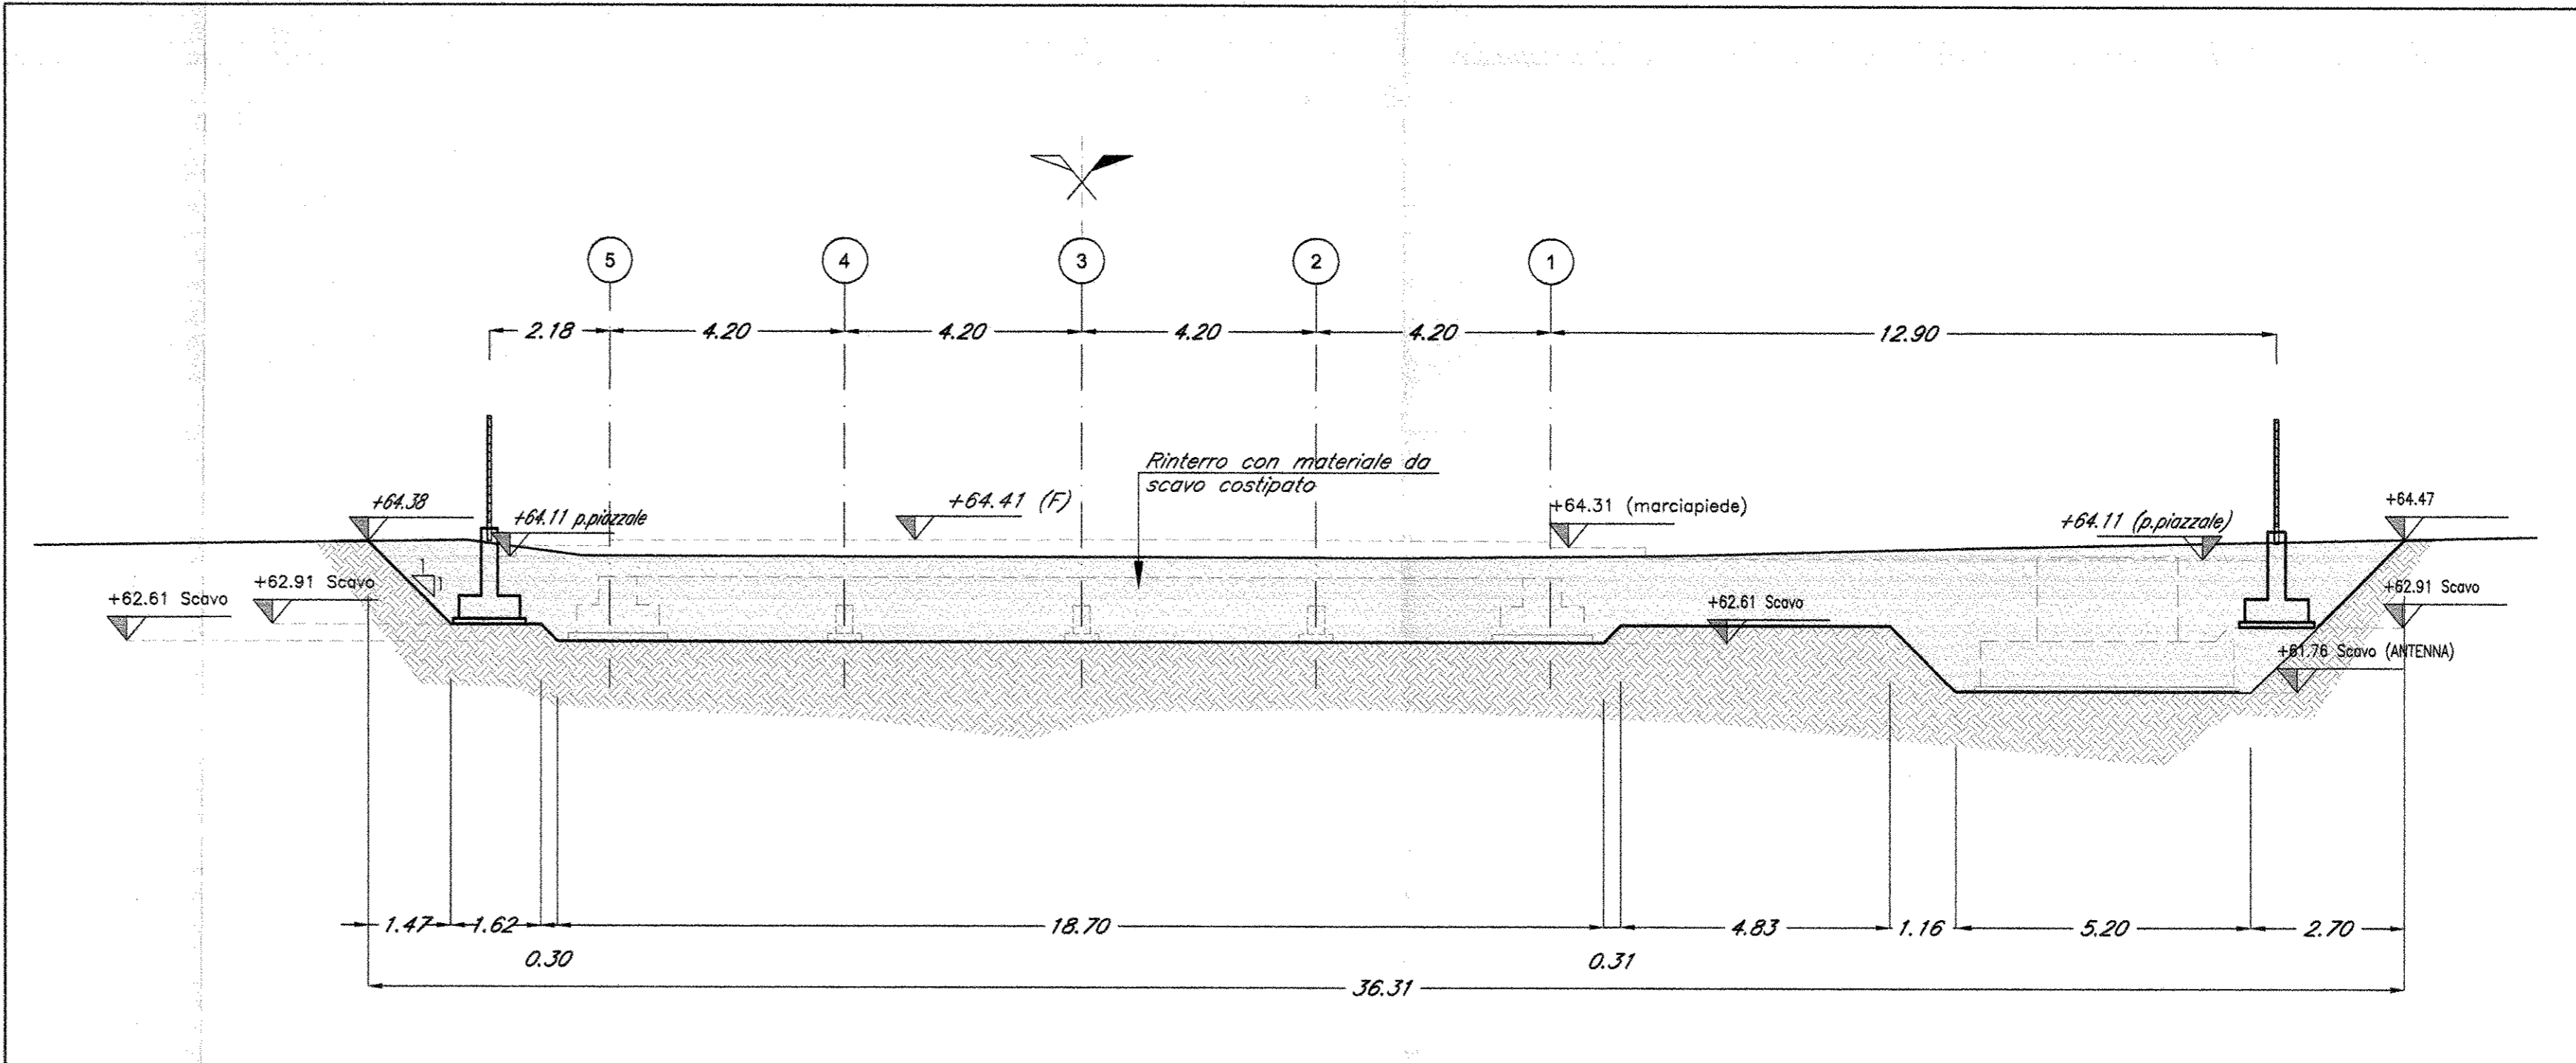 5
4
3
2
1
2.18
4.20
4.20
4.20
4.20
12.90
Rinterro con materiale da
scavo costipato
+64.38
+64.11 p.piazzale
+64.41 (F)
+64.31 (marciapiede)
+64.11 (p.piazzale)
+64.47
1
1
+62.61 Scavo
+62.91 Scavo
+62.61 Scavo
+62.91 Scavo
+61.76 Scavo (ANTENNA)
1.47
1.62
18.70
4.83
1.16
5.20
2.70
0.30
0.31
36.31